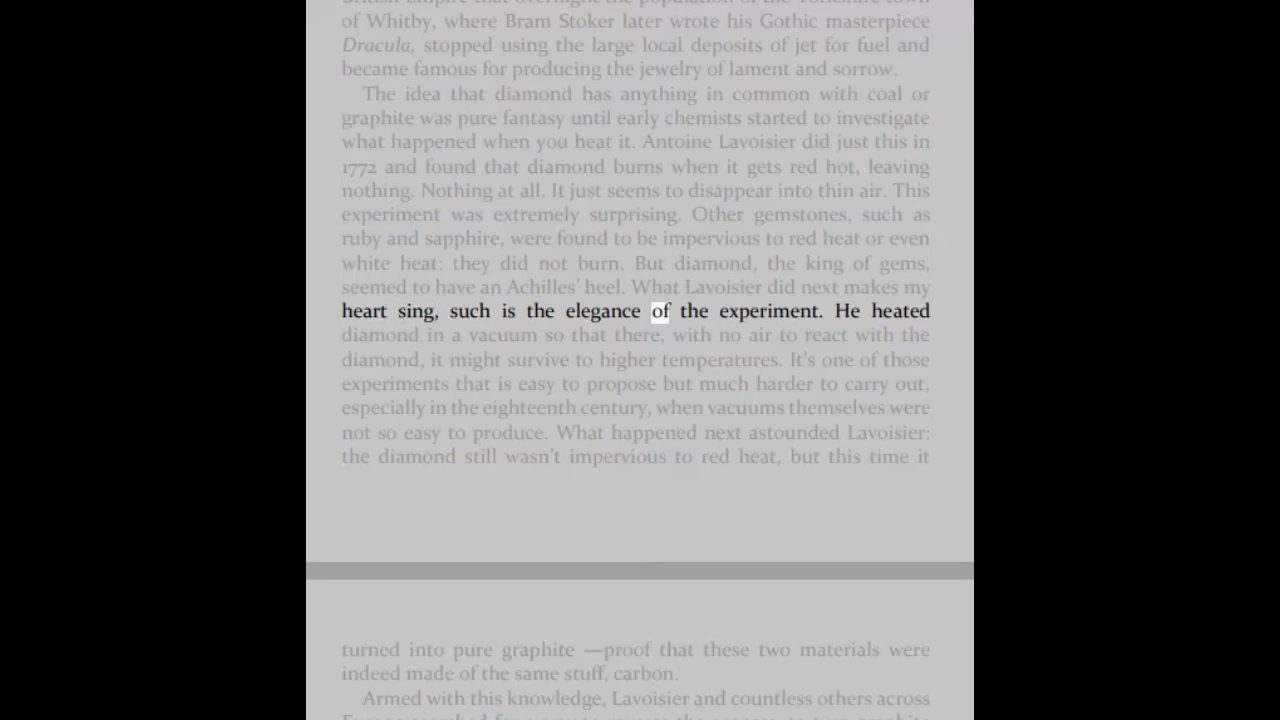 British Empire that overnight the population of the Yorkshire town
of Whitby, where Bram Stoker later wrote his Gothic masterpiece
Dracula, stopped using the large local deposits of jet for fuel and
became famous for producing the jewelry of lament and sorrow.
The idea that diamond has anything in common with coal or
graphite was pure fantasy until early chemists started to investigate
what happened when you heat it. Antoine Lavoisier did just this in
1772 and found that diamond burns when it gets red hot, leaving
nothing. Nothing at all. It just seems to disappear into thin air. This
experiment was extremely surprising. Other gemstones, such as
ruby and sapphire, were found to be impervious to red heat or even
white heat: they did not burn. But diamond, the king of gems,
seemed to have an Achilles’ heel. What Lavoisier did next makes my
heart sing, such is the elegance of the experiment. He heated
diamond in a vacuum so that there, with no air to react with the
diamond, it might survive to higher temperatures. It’s one of those
experiments that is easy to propose but much harder to carry out,
especially in the eighteenth century, when vacuums themselves were
not so easy to produce. What happened next astounded Lavoisier:
the diamond still wasn’t impervious to red heat, but this time it
turned into pure graphite —proof that these two materials were
indeed made of the same stuff, carbon.
Armed with this knowledge, Lavoisier and countless others across